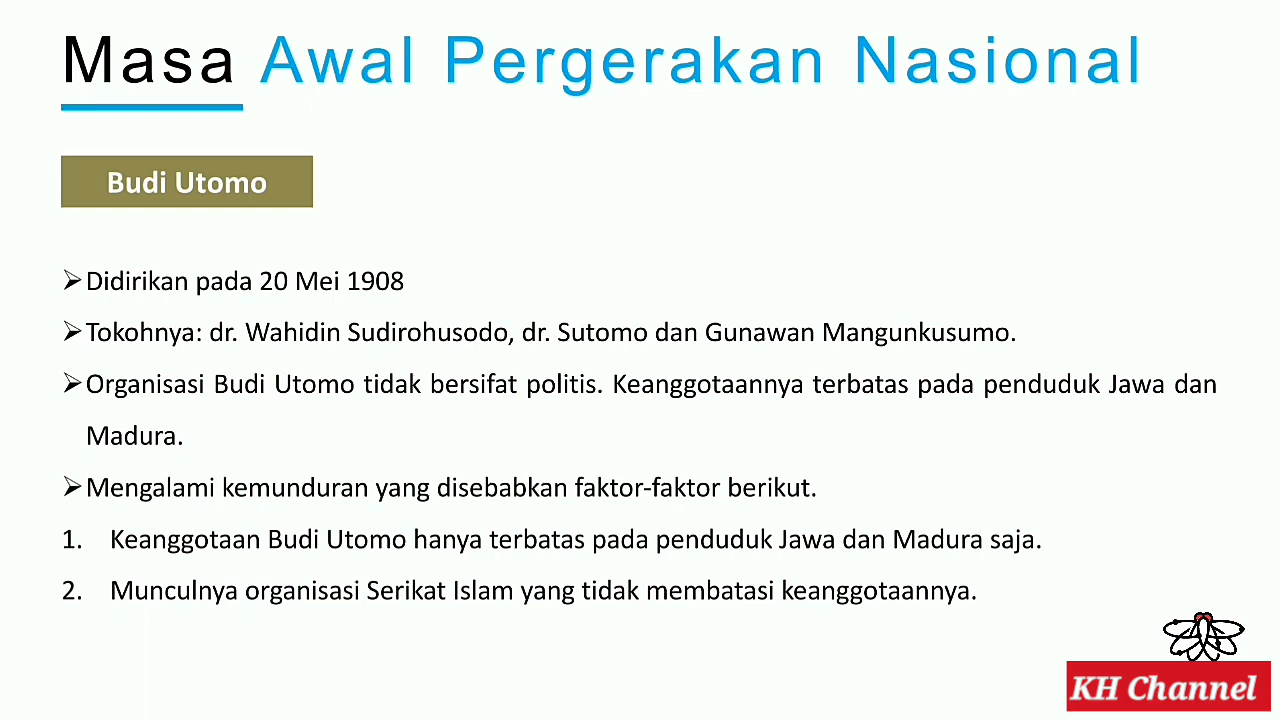 Masa Awal Pergerakan Nasional
Budi Utomo
➢Didirikan pada 20 Mei 1908
➢Tokohnya: dr. Wahidin Sudirohusodo, dr. Sutomo dan Gunawan Mangunkusumo.
➢Organisasi Budi Utomo tidak bersifat politis. Keanggotaannya terbatas pada penduduk Jawa dan
Madura.
➢Mengalami kemunduran yang disebabkan faktor-faktor berikut.
1. Keanggotaan Budi Utomo hanya terbatas pada penduduk Jawa dan Madura saja.
2. Munculnya organisasi Serikat Islam yang tidak membatasi keanggotaannya.
KH Channel